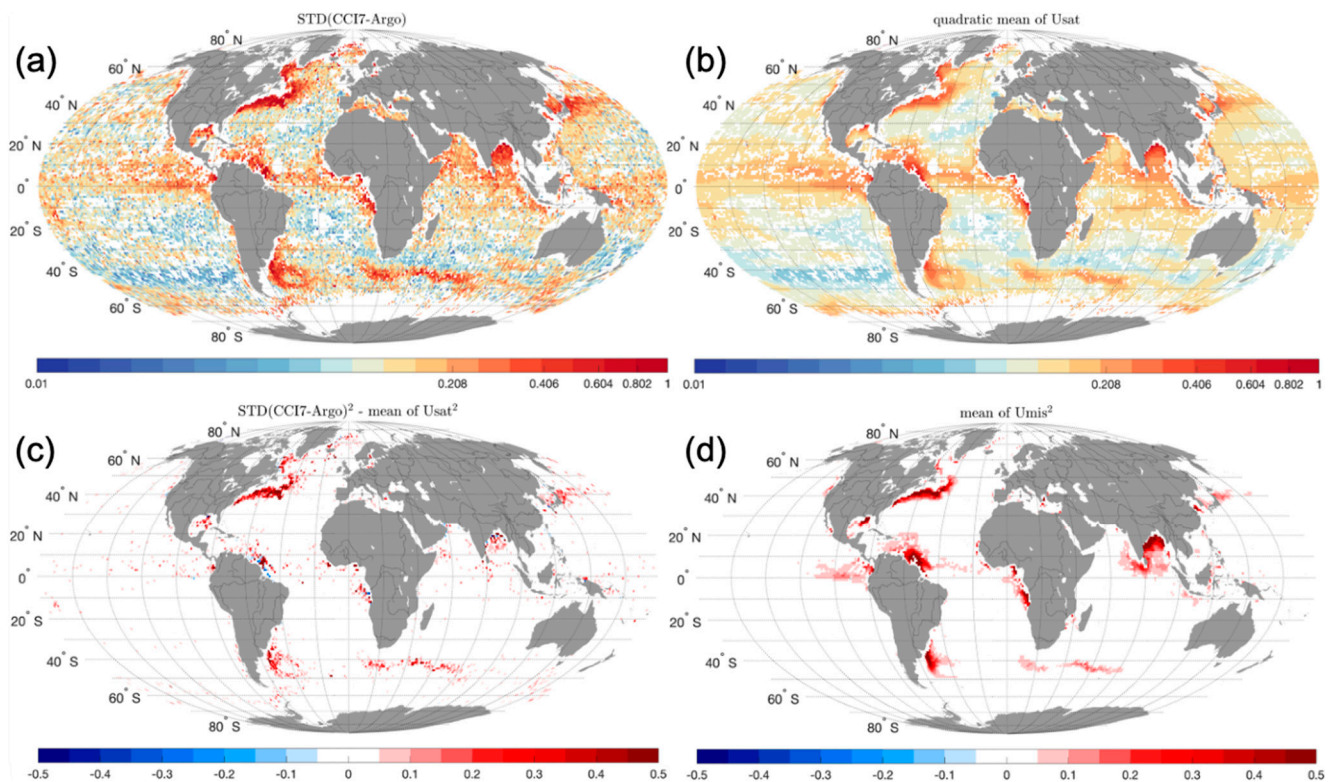 STD(CCI7-Argo)
(a)
80° N
60° N
40° N
20° N
0°
20° S
40° S
60° S
80° S
0.01 0.208 0.406 0.604 0.802 1
quadratic mean of Usat
(b)
80° N
60° N
40° N
20° N
0°
20° S
40° S
60° S
80° S
0.01 0.208 0.406 0.604 0.802 1
STD(CCI7-Argo)² - mean of Usat²
(c)
80° N
60° N
40° N
20° N
0°
20° S
40° S
60° S
80° S
-0.5 -0.4 -0.3 -0.2 -0.1 0 0.1 0.2 0.3 0.4 0.5
mean of Umis²
(d)
80° N
60° N
40° N
20° N
0°
20° S
40° S
60° S
80° S
-0.5 -0.4 -0.3 -0.2 -0.1 0 0.1 0.2 0.3 0.4 0.5